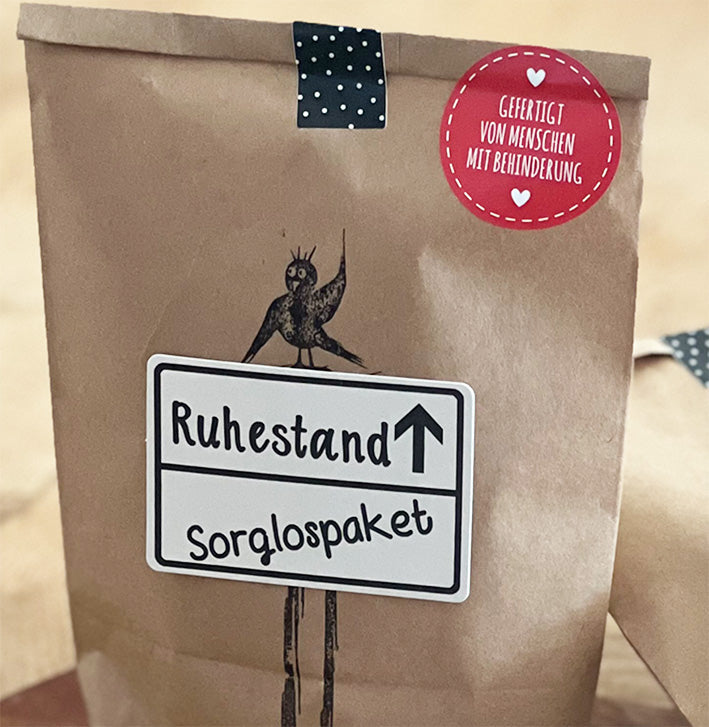 GEFERTIGT
VON MENSCHEN
MIT BEHINDERUNG
Ruhestand↑
Sorglospaket